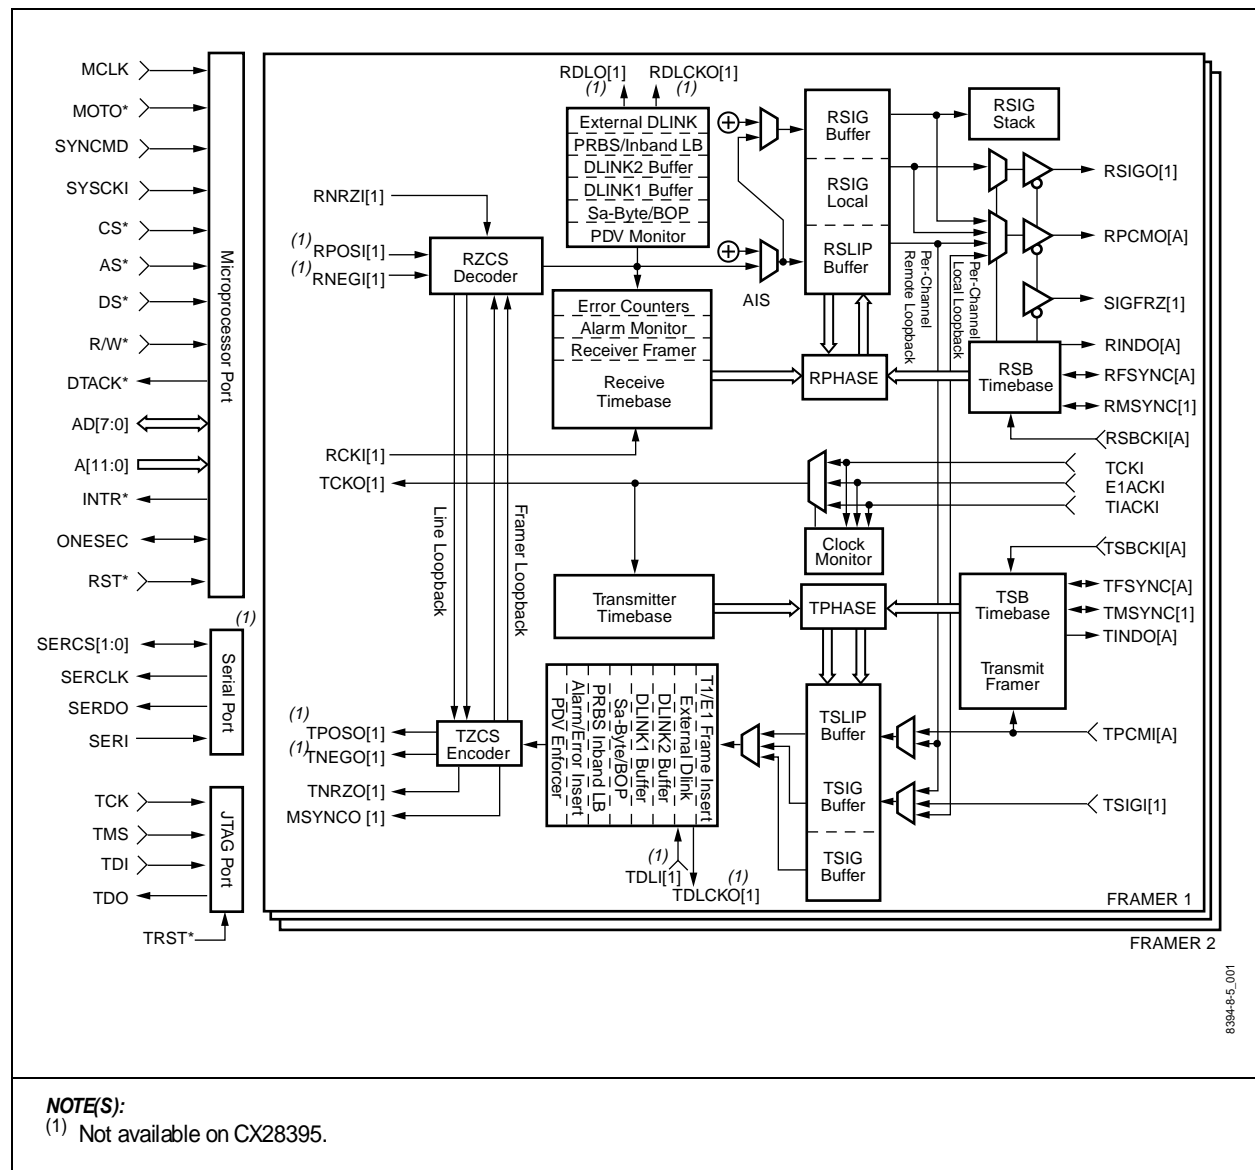 MCLK
MOTO*
SYNCMD
SYSCKI
CS*
AS*
DS*
R/W*
DTACK*
AD[7:0]
A[11:0]
INTR*
ONESEC
RST*
Microprocessor Port
(1)
SERCS[1:0]
SERCLK
SERDO
SERI
Serial Port
TCK
TMS
TDI
TDO
TRST*
JTAG Port
RDLO[1]
(1)
RDLCKO[1]
(1)
External DLINK
PRBS/Inband LB
DLINK2 Buffer
DLINK1 Buffer
Sa-Byte/BOP
PDV Monitor
RNRZI[1]
(1)
RPOSI[1]
(1)
RNEGI[1]
RZCS
Decoder
Error Counters
Alarm Monitor
Receiver Framer
Receive
Timebase
AIS
RSIG
Buffer
RSIG
Local
RSLIP
Buffer
RSIG
Stack
Per-Channel
Remote Loopback
Per-Channel
Local Loopback
RPHASE
RSB
Timebase
RSIGO[1]
RPCMO[A]
SIGFRZ[1]
RINDO[A]
RFSYNC[A]
RMSYNC[1]
RSBCKI[A]
RCKI[1]
TCKO[1]
TCKI
E1ACKI
TIACKI
Clock
Monitor
Line Loopback
Framer Loopback
Transmitter
Timebase
TPHASE
TSB
Timebase
Transmit
Framer
TSBCKI[A]
TFSYNC[A]
TMSYNC[1]
TINDO[A]
TPCMI[A]
TSIGI[1]
T1/E1 Frame Insert
External Dlink
DLINK2 Buffer
DLINK1 Buffer
Sa-Byte/BOP
PRBS Inband LB
Alarm/Error Insert
PDV Enforcer
TSLIP
Buffer
TSIG
Buffer
TSIG
Buffer
(1)
TPOSO[1]
(1)
TNEGO[1]
TNRZO[1]
MSYNCO [1]
TZCS
Encoder
(1)
TDLI[1]
(1)
TDLCKO[1]
FRAMER 1
FRAMER 2
8394-8-5_001
NOTE(S):
(1) Not available on CX28395.